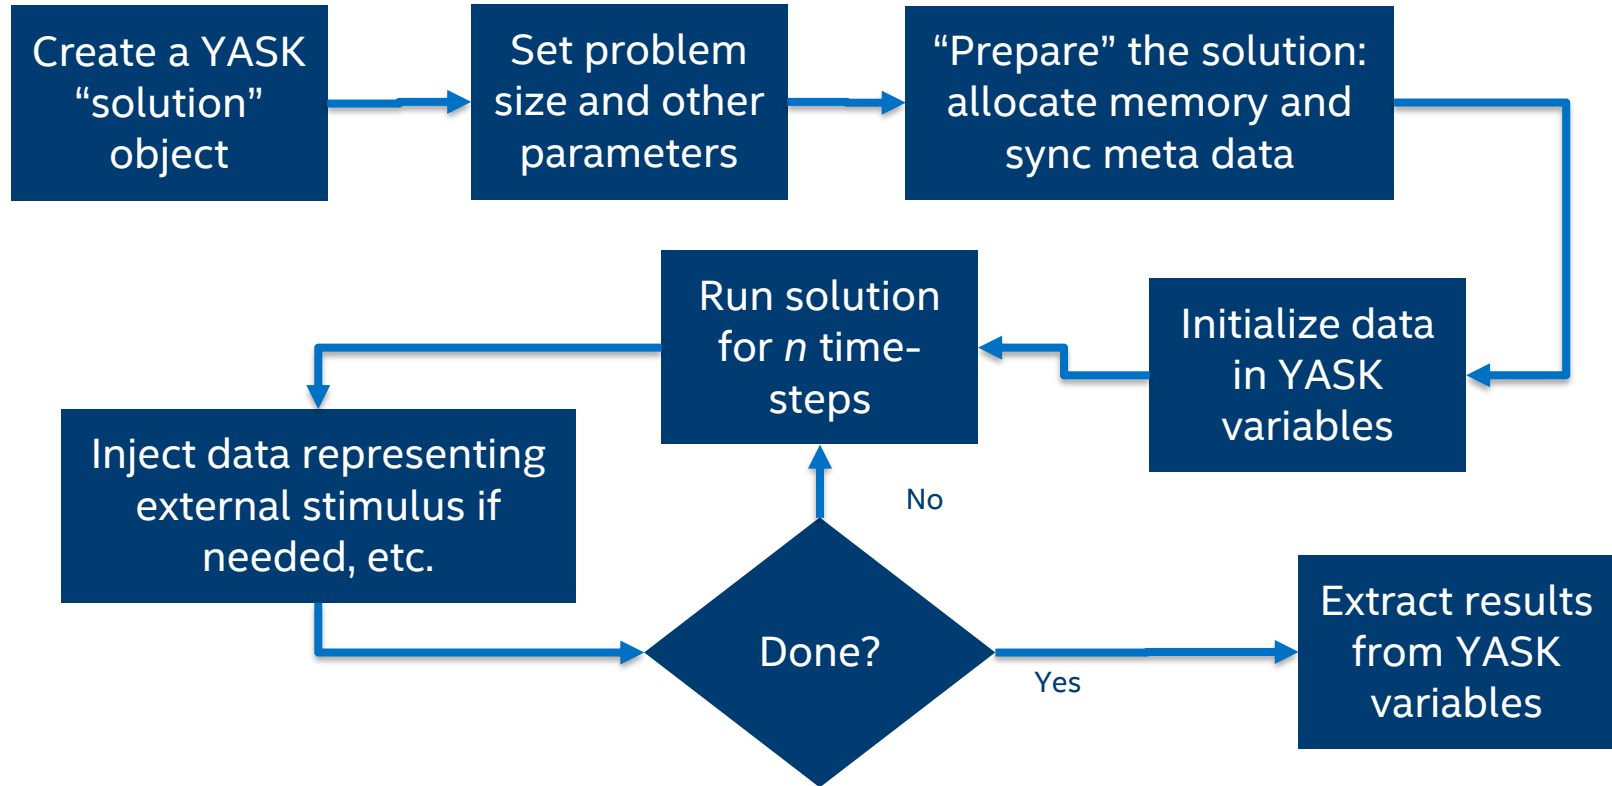 Create a YASK
“solution”
object
Set problem
size and other
parameters
“Prepare” the solution:
allocate memory and
sync meta data
Initialize data
in YASK
variables
Run solution
for n time-
steps
Inject data representing
external stimulus if
needed, etc.
Done?
No
Yes
Extract results
from YASK
variables